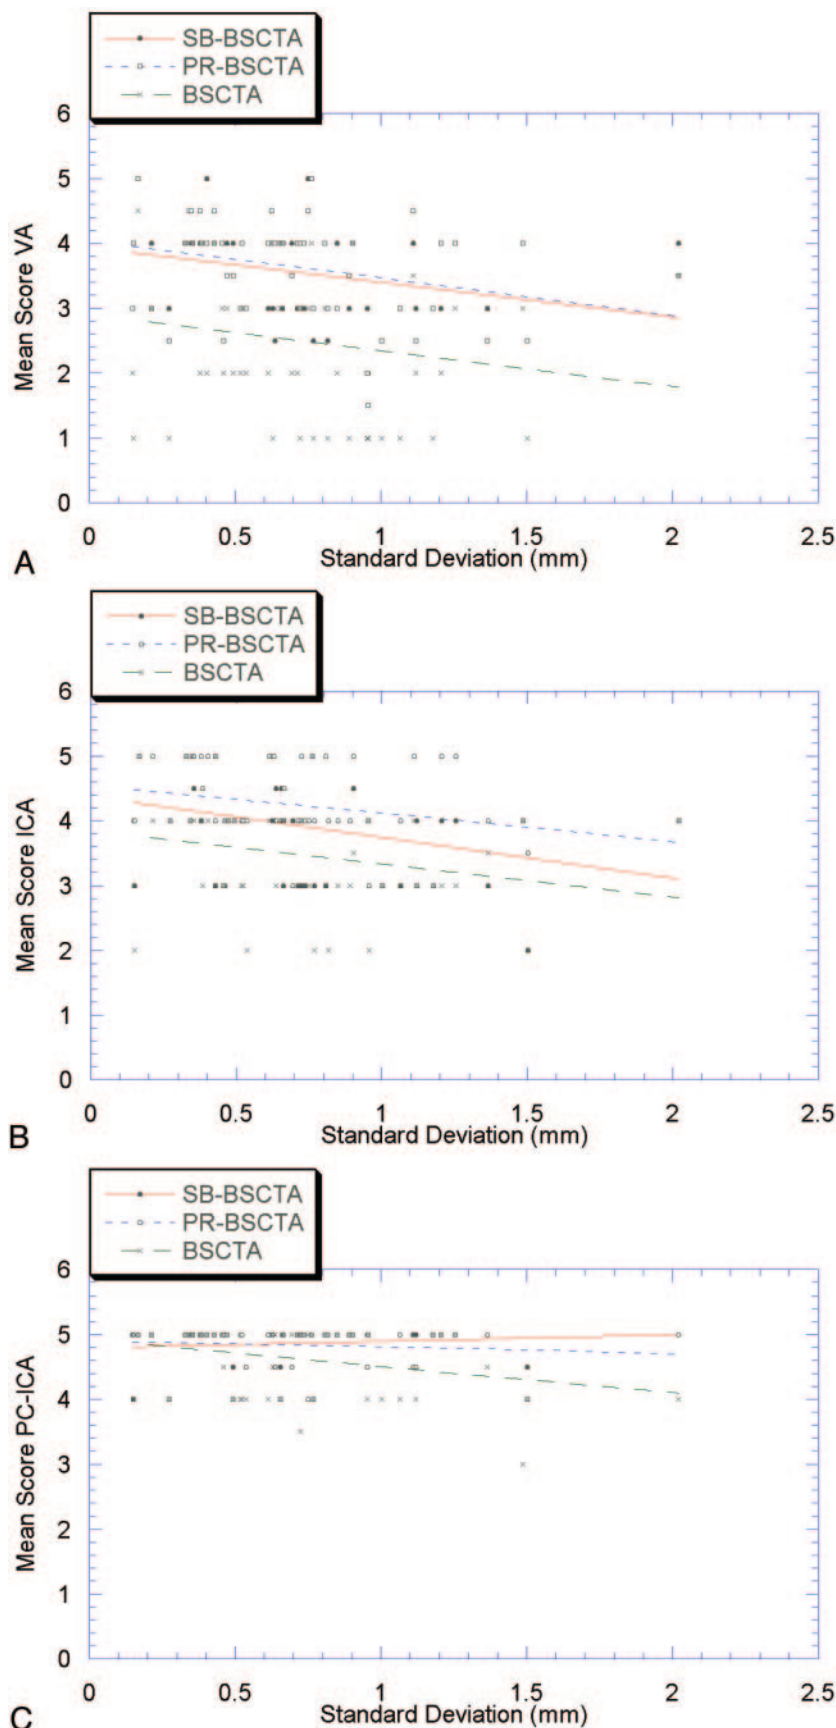 SB-BSCTA
PR-BSCTA
BSCTA
6
5
4
3
2
1
0
Mean Score VA
0 0.5 1 1.5 2 2.5
Standard Deviation (mm)
A
SB-BSCTA
PR-BSCTA
BSCTA
6
5
4
3
2
1
0
Mean Score ICA
0 0.5 1 1.5 2 2.5
Standard Deviation (mm)
B
SB-BSCTA
PR-BSCTA
BSCTA
6
5
4
3
2
1
0
Mean Score PC-ICA
0 0.5 1 1.5 2 2.5
Standard Deviation (mm)
C